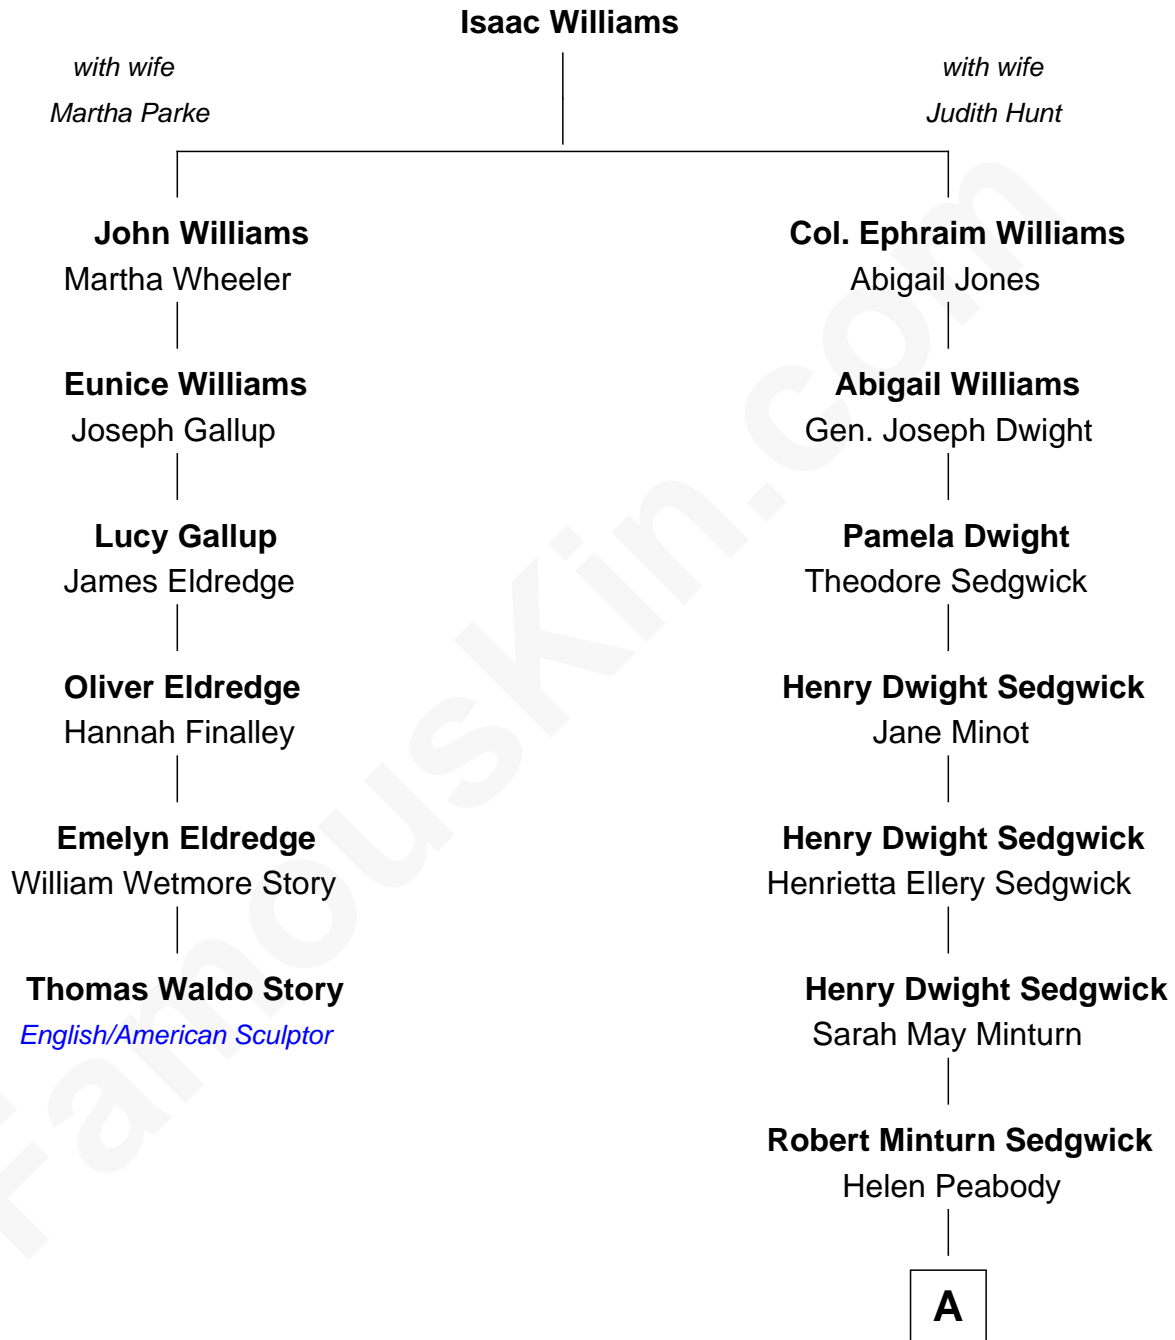 Isaac Williams
with wife
Martha Parke
with wife
Judith Hunt
John Williams
Martha Wheeler
Eunice Williams
Joseph Gallup
Lucy Gallup
James Eldredge
Oliver Eldredge
Hannah Finalley
Emelyn Eldredge
William Wetmore Story
Thomas Waldo Story
English/American Sculptor
Col. Ephraim Williams
Abigail Jones
Abigail Williams
Gen. Joseph Dwight
Pamela Dwight
Theodore Sedgwick
Henry Dwight Sedgwick
Jane Minot
Henry Dwight Sedgwick
Henrietta Ellery Sedgwick
Henry Dwight Sedgwick
Sarah May Minturn
Robert Minturn Sedgwick
Helen Peabody
A
FamousKin.com